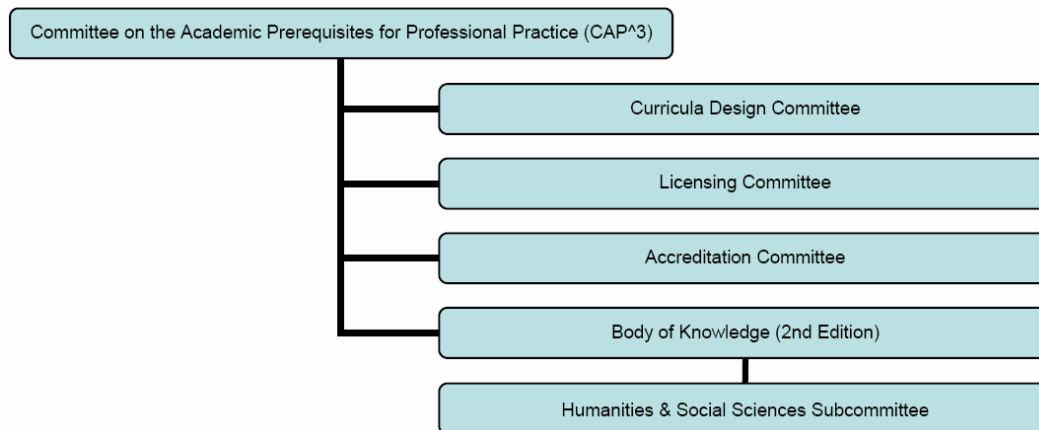 Committee on the Academic Prerequisites for Professional Practice (CAP^3)
Curricula Design Committee
Licensing Committee
Accreditation Committee
Body of Knowledge (2nd Edition)
Humanities & Social Sciences Subcommittee